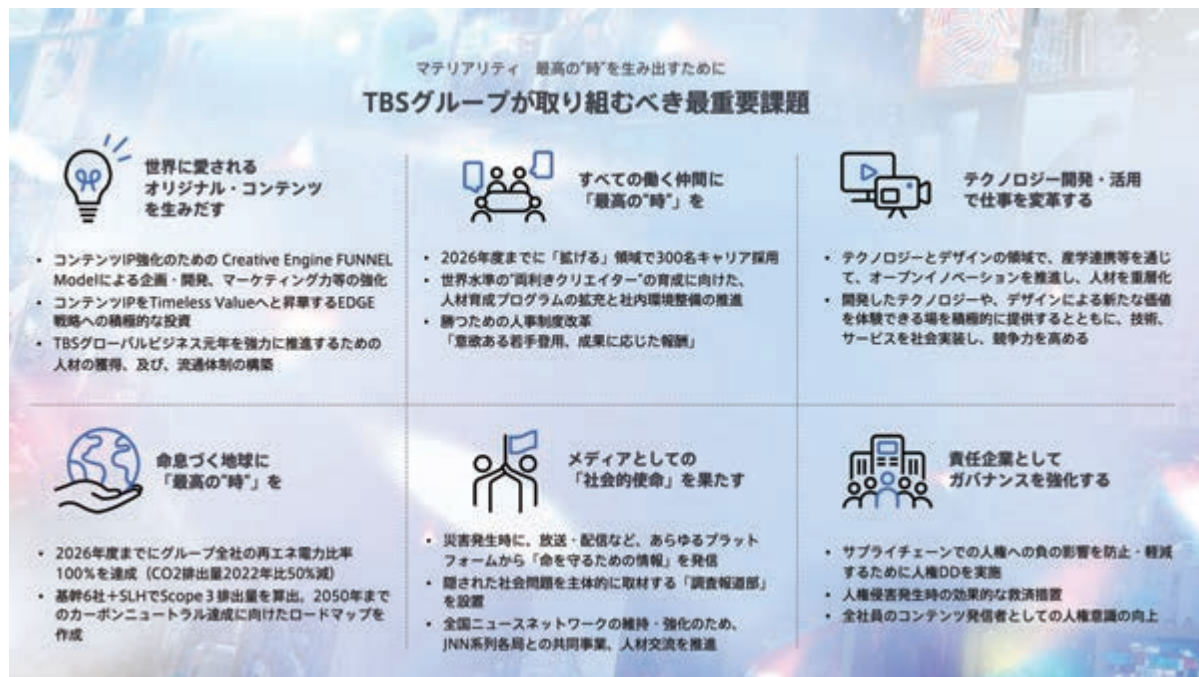 マテリアリティ　最高の"時"を生み出すために
TBSグループが取り組むべき最重要課題
世界に愛される
オリジナル・コンテンツ
を生みだす
• コンテンツIP強化のための Creative Engine FUNNEL
Modelによる企画・開発、マーケティング力等の強化
• コンテンツIPをTimeless Valueへと昇華するEDGE
戦略への積極的な投資
• TBSグローバルビジネス元年を強力に推進するための
人材の獲得、及び、流通体制の構築
すべての働く仲間に
「最高の"時"」を
• 2026年度までに「拡げる」領域で300名キャリア採用
• 世界水準の"両利きクリエイター"の育成に向けた、
人材育成プログラムの拡充と社内環境整備の推進
• 勝つための人事制度改革
「意欲ある若手登用、成果に応じた報酬」
テクノロジー開発・活用
で仕事を変革する
• テクノロジーとデザインの領域で、産学連携等を通じ
て、オープンイノベーションを推進し、人材を重層化
• 開発したテクノロジーや、デザインによる新たな価値
を体験できる場を積極的に提供するとともに、技術、
サービスを社会実装し、競争力を高める
命息づく地球に
「最高の"時"」を
• 2026年度までにグループ全社の再エネ電力比率
100％を達成（CO2排出量2022年比50%減）
• 基幹6社＋SLHでScope３排出量を算出。2050年まで
のカーボンニュートラル達成に向けたロードマップを
作成
メディアとしての
「社会的使命」を果たす
• 災害発生時に、放送・配信など、あらゆるプラット
フォームから「命を守るための情報」を発信
• 隠された社会問題を主体的に取材する「調査報道部」
を設置
• 全国ニュースネットワークの維持・強化のため、
JNN系列各局との共同事業、人材交流を推進
責任企業として
ガバナンスを強化する
• サプライチェーンでの人権への負の影響を防止・軽減
するために人権DDを実施
• 人権侵害発生時の効果的な救済措置
• 全社員のコンテンツ発信者としての人権意識の向上